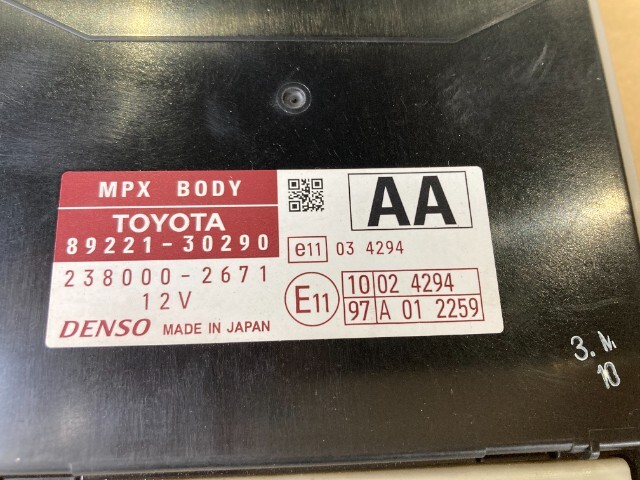 MPX BODY
TOYOTA
89221-30290
238000-2671
12V
DENSO MADE IN JAPAN
AA
e11 03 4294
E11
10 02 4294
97 A 01 2259
3.M
10